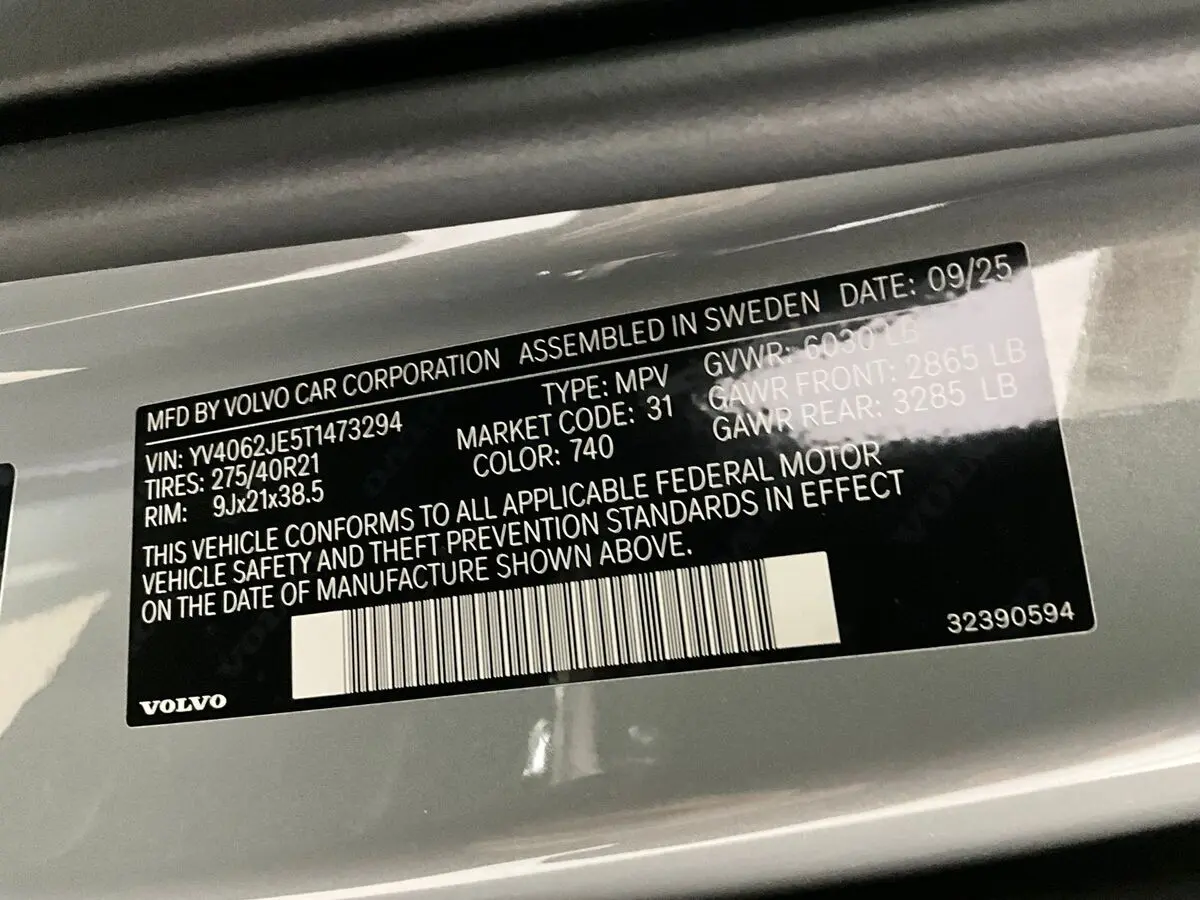 MFD BY VOLVO CAR CORPORATION ASSEMBLED IN SWEDEN DATE: 09/25
VIN: YV4062JE5T1473294 TYPE: MPV GVWR: 6030 LB
TIRES: 275/40R21 MARKET CODE: 31 GAWR FRONT: 2865 LB
RIM: 9Jx21x38.5 COLOR: 740 GAWR REAR: 3285 LB
THIS VEHICLE CONFORMS TO ALL APPLICABLE FEDERAL MOTOR
VEHICLE SAFETY AND THEFT PREVENTION STANDARDS IN EFFECT
ON THE DATE OF MANUFACTURE SHOWN ABOVE.
32390594
VOLVO